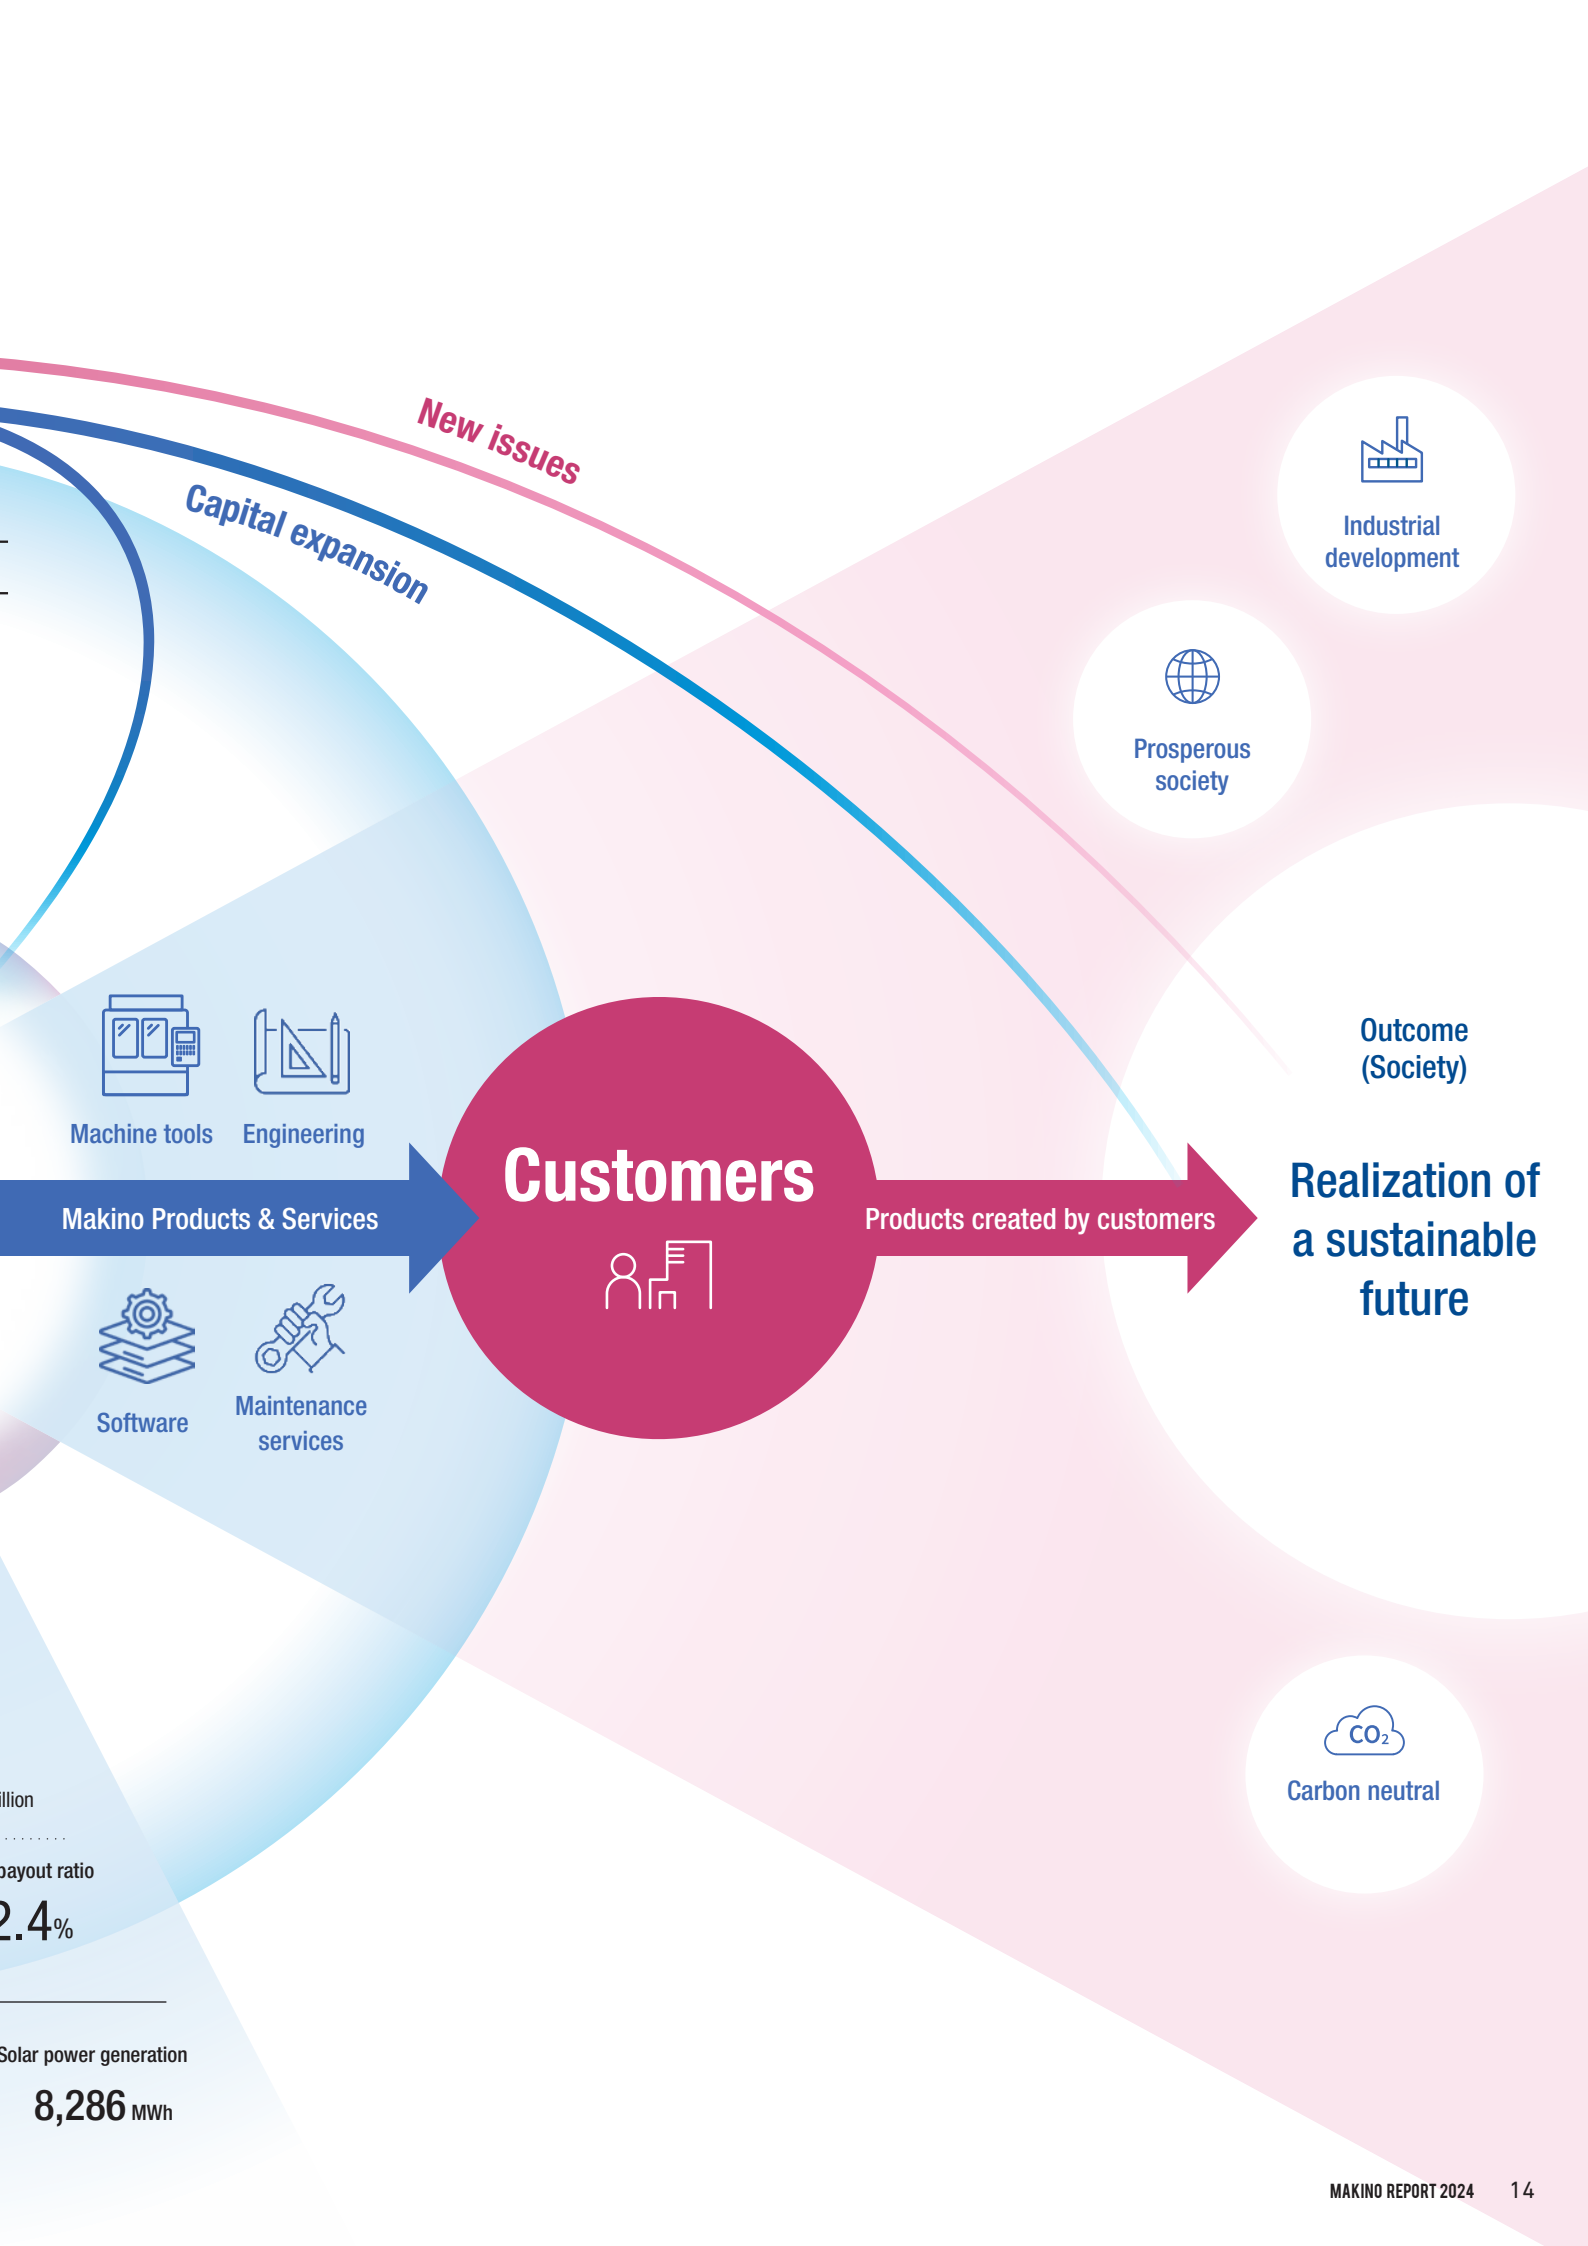 New issues
Capital expansion
Industrial
development
Prosperous
society
Outcome
(Society)
Realization of
a sustainable
future
Machine tools
Engineering
Makino Products & Services
Customers
Products created by customers
Software
Maintenance
services
CO₂
Carbon neutral
payout ratio
2.4%
Solar power generation
8,286 MWh
MAKINO REPORT 2024 14